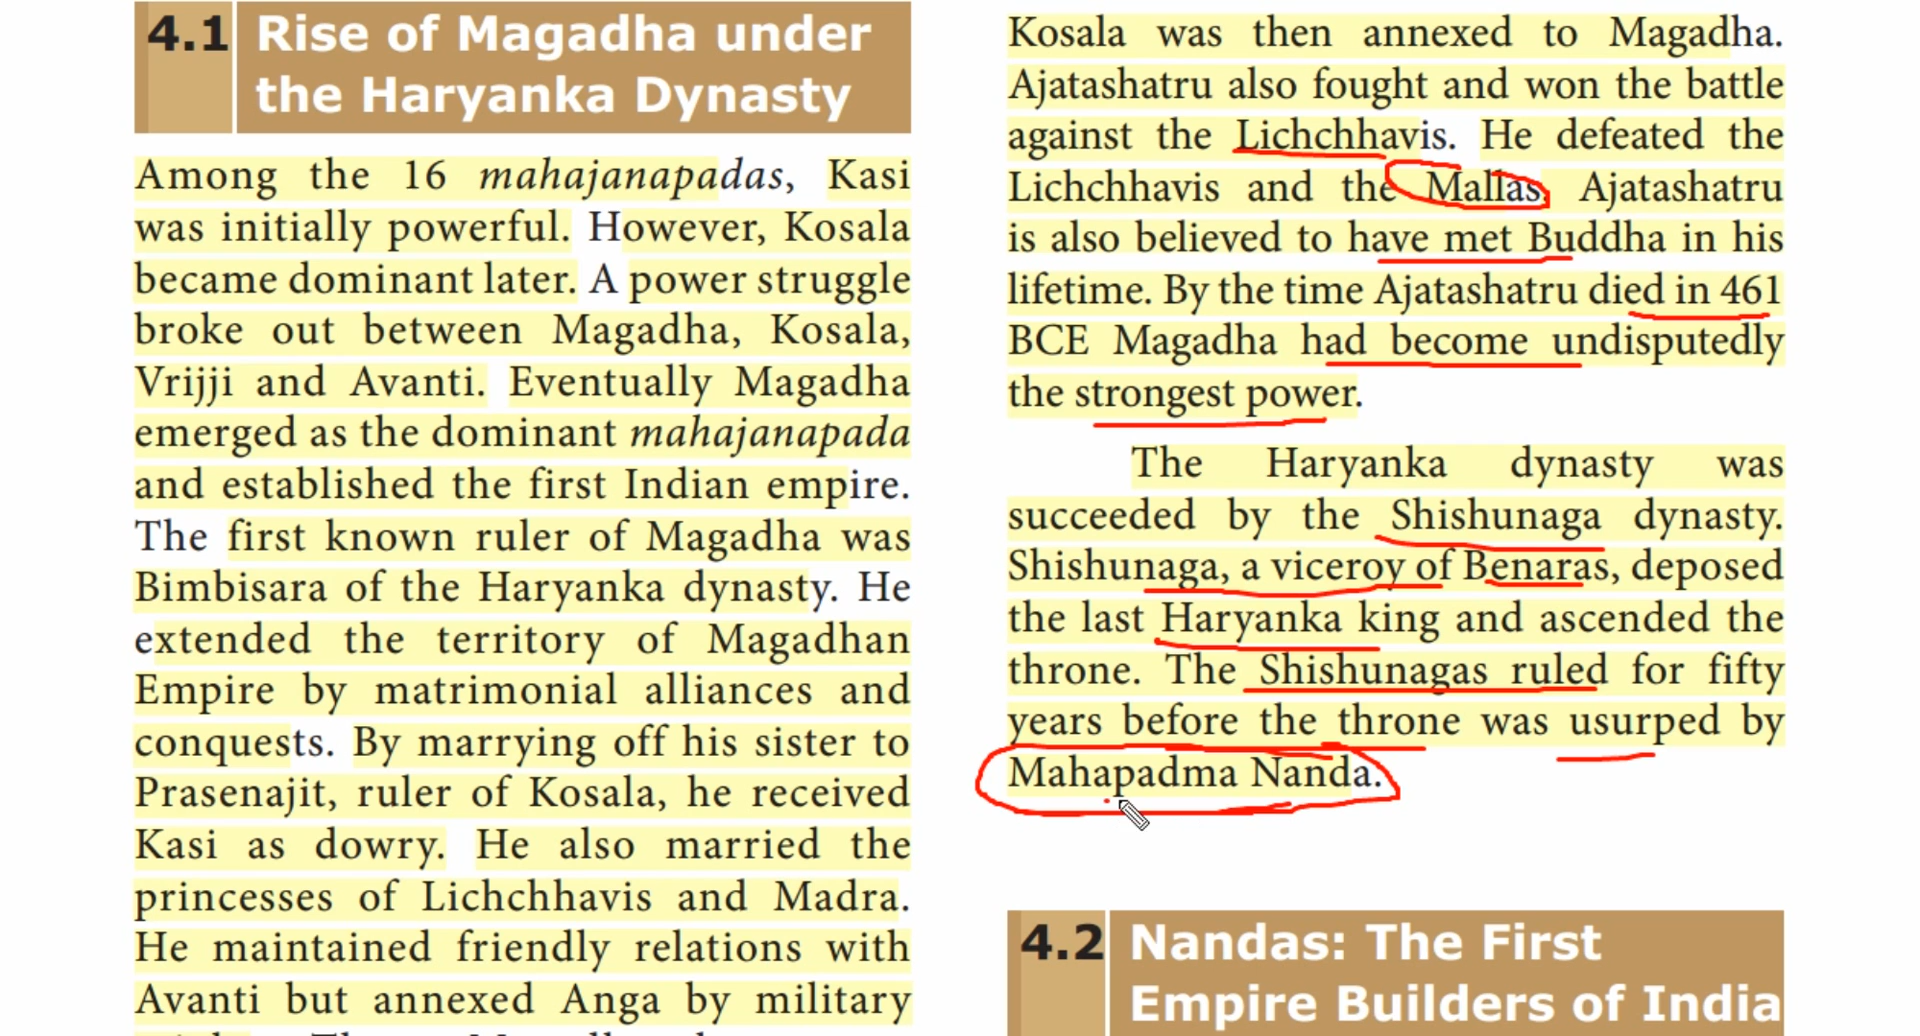 4.1 Rise of Magadha under
the Haryanka Dynasty
Among the 16 mahajanapadas, Kasi
was initially powerful. However, Kosala
became dominant later. A power struggle
broke out between Magadha, Kosala,
Vrijji and Avanti. Eventually Magadha
emerged as the dominant mahajanapada
and established the first Indian empire.
The first known ruler of Magadha was
Bimbisara of the Haryanka dynasty. He
extended the territory of Magadhan
Empire by matrimonial alliances and
conquests. By marrying off his sister to
Prasenajit, ruler of Kosala, he received
Kasi as dowry. He also married the
princesses of Lichchhavis and Madra.
He maintained friendly relations with
Avanti but annexed Anga by military
Kosala was then annexed to Magadha.
Ajatashatru also fought and won the battle
against the Lichchhavis. He defeated the
Lichchhavis and the Mallas. Ajatashatru
is also believed to have met Buddha in his
lifetime. By the time Ajatashatru died in 461
BCE Magadha had become undisputedly
the strongest power.
The Haryanka dynasty was
succeeded by the Shishunaga dynasty.
Shishunaga, a viceroy of Benaras, deposed
the last Haryanka king and ascended the
throne. The Shishunagas ruled for fifty
years before the throne was usurped by
Mahapadma Nanda.
4.2 Nandas: The First
Empire Builders of India